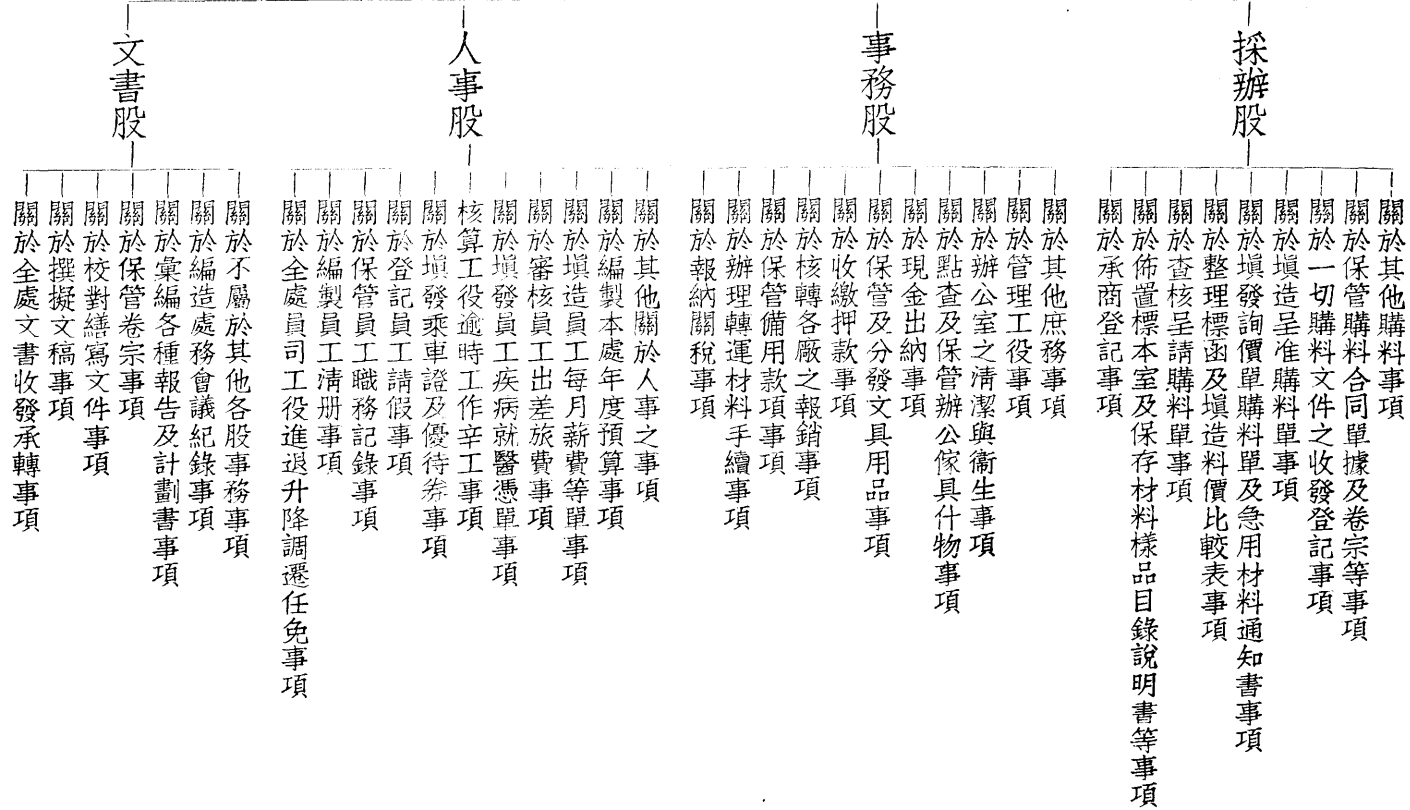 文書股
關於全處文書收發承轉事項
關於撰擬文稿事項
關於校對繕寫文件事項
關於保管卷宗事項
關於彙編各種報告及計劃書事項
關於編造處務會議紀錄事項
關於不屬於其他各股事務事項
人事股
關於全處員司工役進退升降調遷任免事項
關於編製員工清册事項
關於保管員工職務記錄事項
關於登記員工請假事項
關於塡發乘車證及優待券事項
核算工役逾時工作辛工事項
關於塡發員工疾病就醫憑單事項
關於審核員工出差旅費事項
關於塡造員工每月薪費等單事項
關於編製本處年度預算事項
關於其他關於人事之事項
事務股
關於報納關稅事項
關於辦理轉運材料手續事項
關於保管備用款項事項
關於核轉各廠之報銷事項
關於收繳押款事項
關於保管及分發文具用品事項
關於現金出納事項
關於點查及保管辦公傢具什物事項
關於辦公室之清潔與衞生事項
關於管理工役事項
關於其他庶務事項
採辦股
關於承商登記事項
關於佈置標本室及保存材料樣品目錄說明書等事項
關於查核呈請購料單事項
關於整理標函及塡造料價比較表事項
關於塡發詢價單購料單及急用材料通知書事項
關於塡造呈准購料單事項
關於一切購料文件之收發登記事項
關於保管購料合同單據及卷宗等事項
關於其他購料事項